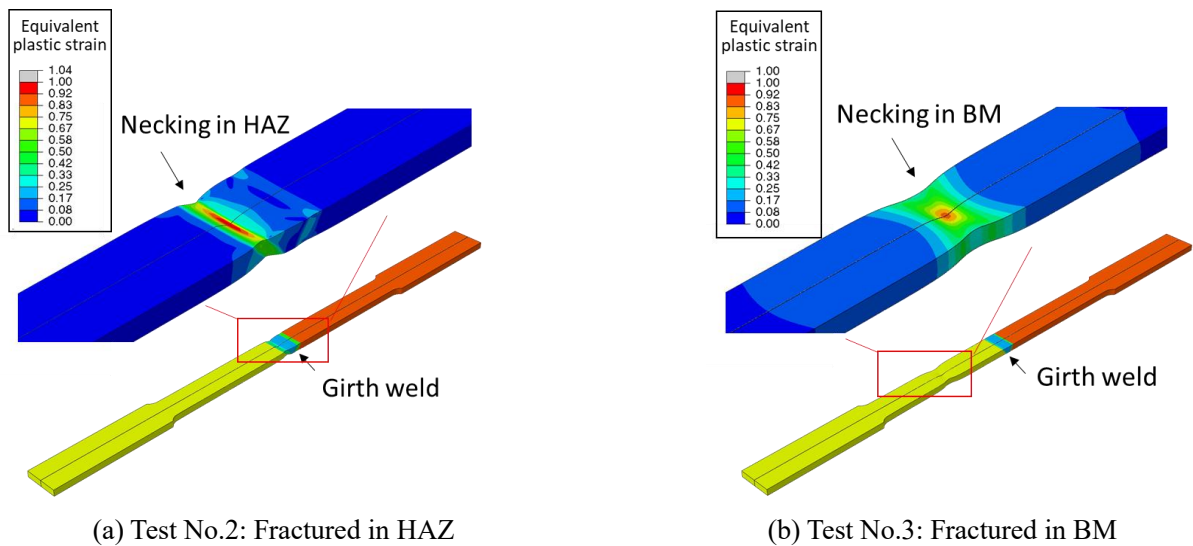 Equivalent
plastic strain
1.04
1.00
0.92
0.83
0.75
0.67
0.58
0.50
0.42
0.33
0.25
0.17
0.08
0.00
Necking in HAZ
Girth weld
(a) Test No.2: Fractured in HAZ
Equivalent
plastic strain
1.00
1.00
0.92
0.83
0.75
0.67
0.58
0.50
0.42
0.33
0.25
0.17
0.08
0.00
Necking in BM
Girth weld
(b) Test No.3: Fractured in BM